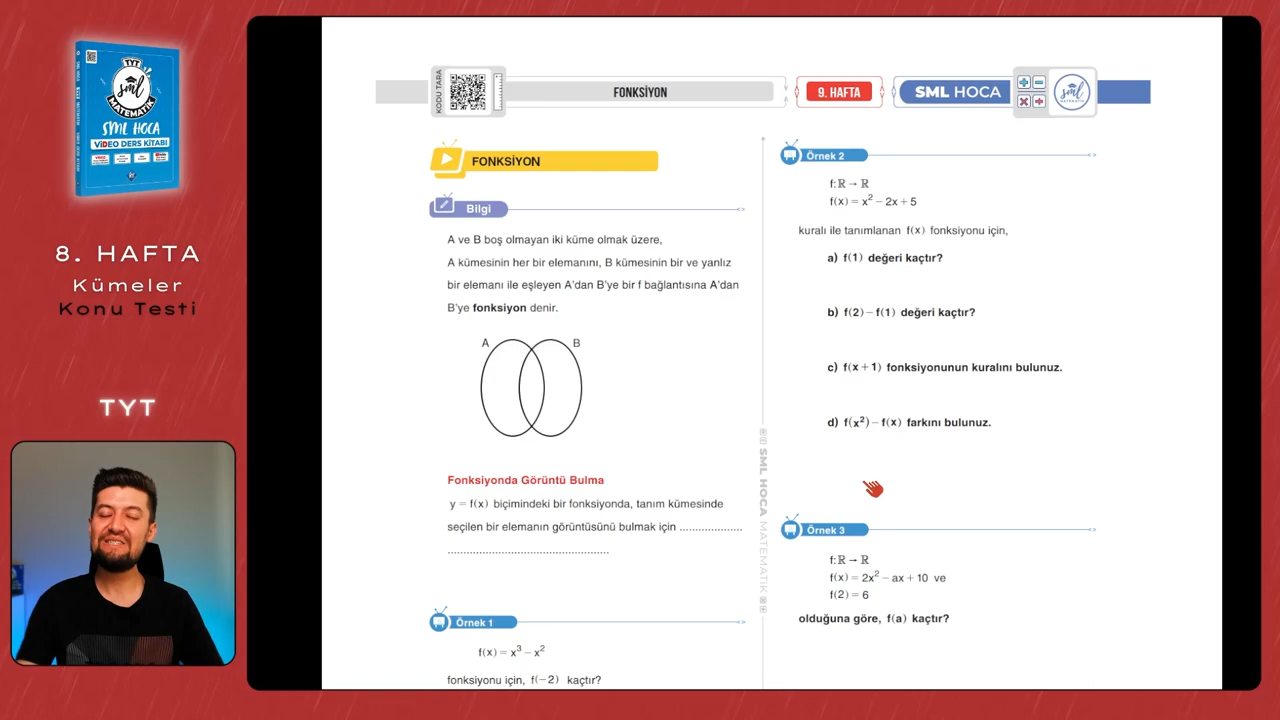 TYT
sml
MATEMATİK
SML HOCA
VİDEO DERS KİTABI
8. HAFTA
Kümeler
Konu Testi
TYT
KODU TARA
FONKSİYON
9. HAFTA
SML HOCA
sml
FONKSİYON
Bilgi
A ve B boş olmayan iki küme olmak üzere,
A kümesinin her bir elemanını, B kümesinin bir ve yanlız
bir elemanı ile eşleyen A'dan B'ye bir f bağlantısına A'dan
B'ye fonksiyon denir.
A B
Fonksiyonda Görüntü Bulma
y = f(x) biçimindeki bir fonksiyonda, tanım kümesinde
seçilen bir elemanın görüntüsünü bulmak için ...................
................................................
Örnek 1
f(x) = x³ − x²
fonksiyonu için, f(−2) kaçtır?
SML HOCA MATEMATİK
Örnek 2
f: ℝ → ℝ
f(x) = x² − 2x + 5
kuralı ile tanımlanan f(x) fonksiyonu için,
a) f(1) değeri kaçtır?
b) f(2) − f(1) değeri kaçtır?
c) f(x + 1) fonksiyonunun kuralını bulunuz.
d) f(x²) − f(x) farkını bulunuz.
Örnek 3
f: ℝ → ℝ
f(x) = 2x² − ax + 10 ve
f(2) = 6
olduğuna göre, f(a) kaçtır?